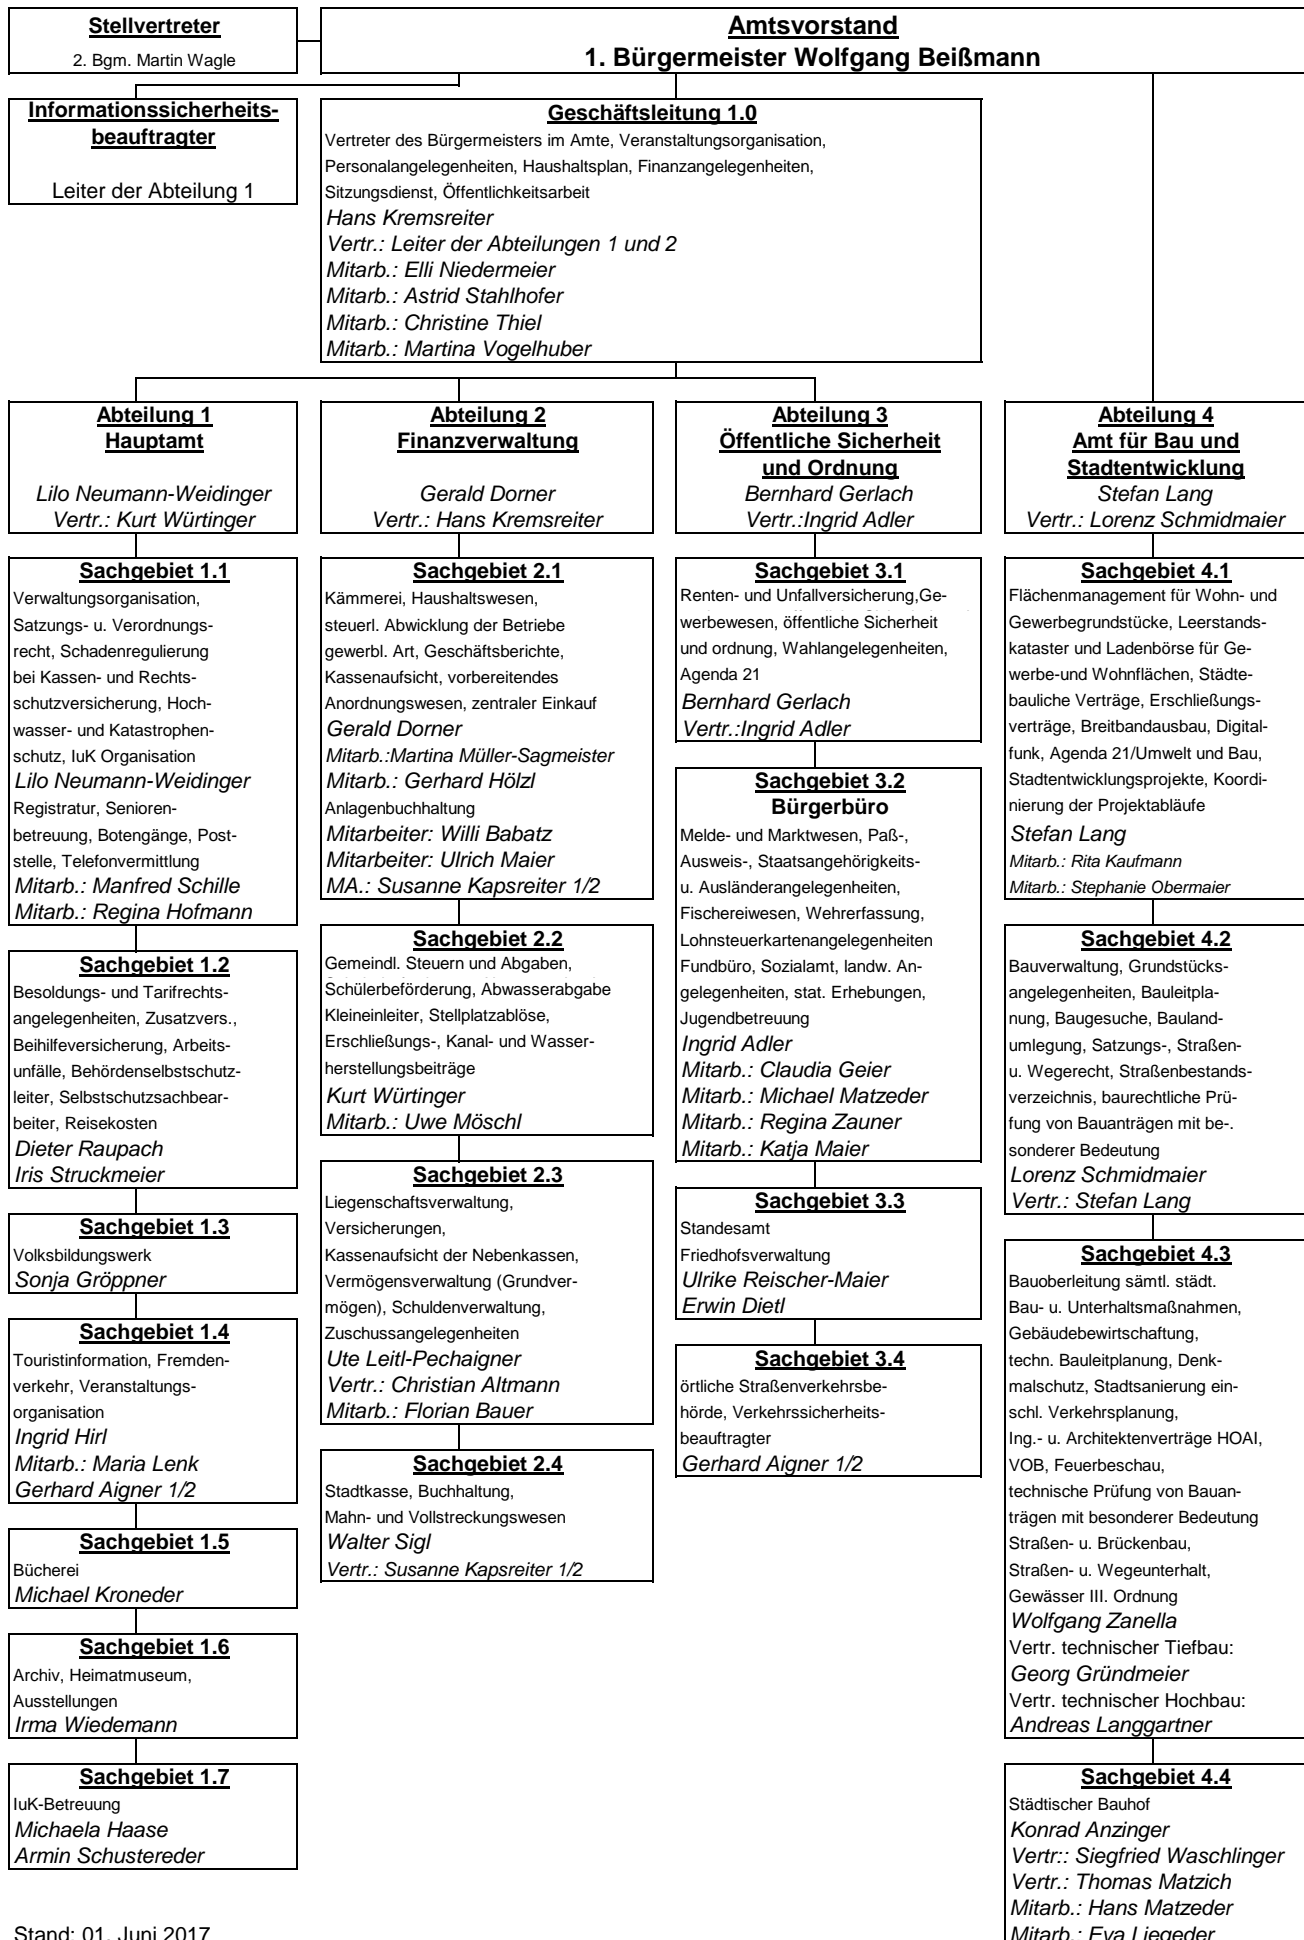 Stellvertreter
2. Bgm. Martin Wagle
Amtsvorstand
1. Bürgermeister Wolfgang Beißmann
Informationssicherheits-
beauftragter
Leiter der Abteilung 1
Geschäftsleitung 1.0
Vertreter des Bürgermeisters im Amte, Veranstaltungsorganisation,
Personalangelegenheiten, Haushaltsplan, Finanzangelegenheiten,
Sitzungsdienst, Öffentlichkeitsarbeit
Hans Kremsreiter
Vertr.: Leiter der Abteilungen 1 und 2
Mitarb.: Elli Niedermeier
Mitarb.: Astrid Stahlhofer
Mitarb.: Christine Thiel
Mitarb.: Martina Vogelhuber
Abteilung 1
Hauptamt
Lilo Neumann-Weidinger
Vertr.: Kurt Würtinger
Sachgebiet 1.1
Verwaltungsorganisation,
Satzungs- u. Verordnungs-
recht, Schadenregulierung
bei Kassen- und Rechts-
schutzversicherung, Hoch-
wasser- und Katastrophen-
schutz, IuK Organisation
Lilo Neumann-Weidinger
Registratur, Senioren-
betreuung, Botengänge, Post-
stelle, Telefonvermittlung
Mitarb.: Manfred Schille
Mitarb.: Regina Hofmann
Sachgebiet 1.2
Besoldungs- und Tarifrechts-
angelegenheiten, Zusatzvers.,
Beihilfeversicherung, Arbeits-
unfälle, Behördenselbstschutz-
leiter, Selbstschutzsachbear-
beiter, Reisekosten
Dieter Raupach
Iris Struckmeier
Sachgebiet 1.3
Volksbildungswerk
Sonja Gröppner
Sachgebiet 1.4
Touristinformation, Fremden-
verkehr, Veranstaltungs-
organisation
Ingrid Hirl
Mitarb.: Maria Lenk
Gerhard Aigner 1/2
Sachgebiet 1.5
Bücherei
Michael Kroneder
Sachgebiet 1.6
Archiv, Heimatmuseum,
Ausstellungen
Irma Wiedemann
Sachgebiet 1.7
IuK-Betreuung
Michaela Haase
Armin Schustereder
Abteilung 2
Finanzverwaltung
Gerald Dorner
Vertr.: Hans Kremsreiter
Sachgebiet 2.1
Kämmerei, Haushaltswesen,
steuerl. Abwicklung der Betriebe
gewerbl. Art, Geschäftsberichte,
Kassenaufsicht, vorbereitendes
Anordnungswesen, zentraler Einkauf
Gerald Dorner
Mitarb.:Martina Müller-Sagmeister
Mitarb.: Gerhard Hölzl
Anlagenbuchhaltung
Mitarbeiter: Willi Babatz
Mitarbeiter: Ulrich Maier
MA.: Susanne Kapsreiter 1/2
Sachgebiet 2.2
Gemeindl. Steuern und Abgaben,
Schülerbeförderung, Abwasserabgabe
Kleineinleiter, Stellplatzablöse,
Erschließungs-, Kanal- und Wasser-
herstellungsbeiträge
Kurt Würtinger
Mitarb.: Uwe Möschl
Sachgebiet 2.3
Liegenschaftsverwaltung,
Versicherungen,
Kassenaufsicht der Nebenkassen,
Vermögensverwaltung (Grundver-
mögen), Schuldenverwaltung,
Zuschussangelegenheiten
Ute Leitl-Pechaigner
Vertr.: Christian Altmann
Mitarb.: Florian Bauer
Sachgebiet 2.4
Stadtkasse, Buchhaltung,
Mahn- und Vollstreckungswesen
Walter Sigl
Vertr.: Susanne Kapsreiter 1/2
Abteilung 3
Öffentliche Sicherheit
und Ordnung
Bernhard Gerlach
Vertr.:Ingrid Adler
Sachgebiet 3.1
Renten- und Unfallversicherung,Ge-
werbewesen, öffentliche Sicherheit
und ordnung, Wahlangelegenheiten,
Agenda 21
Bernhard Gerlach
Vertr.:Ingrid Adler
Sachgebiet 3.2
Bürgerbüro
Melde- und Marktwesen, Paß-,
Ausweis-, Staatsangehörigkeits-
u. Ausländerangelegenheiten,
Fischereiwesen, Wehrerfassung,
Lohnsteuerkartenangelegenheiten
Fundbüro, Sozialamt, landw. An-
gelegenheiten, stat. Erhebungen,
Jugendbetreuung
Ingrid Adler
Mitarb.: Claudia Geier
Mitarb.: Michael Matzeder
Mitarb.: Regina Zauner
Mitarb.: Katja Maier
Sachgebiet 3.3
Standesamt
Friedhofsverwaltung
Ulrike Reischer-Maier
Erwin Dietl
Sachgebiet 3.4
örtliche Straßenverkehrsbe-
hörde, Verkehrssicherheits-
beauftragter
Gerhard Aigner 1/2
Abteilung 4
Amt für Bau und
Stadtentwicklung
Stefan Lang
Vertr.: Lorenz Schmidmaier
Sachgebiet 4.1
Flächenmanagement für Wohn- und
Gewerbegrundstücke, Leerstands-
kataster und Ladenbörse für Ge-
werbe-und Wohnflächen, Städte-
bauliche Verträge, Erschließungs-
verträge, Breitbandausbau, Digital-
funk, Agenda 21/Umwelt und Bau,
Stadtentwicklungsprojekte, Koordi-
nierung der Projektabläufe
Stefan Lang
Mitarb.: Rita Kaufmann
Mitarb.: Stephanie Obermaier
Sachgebiet 4.2
Bauverwaltung, Grundstücks-
angelegenheiten, Bauleitpla-
nung, Baugesuche, Bauland-
umlegung, Satzungs-, Straßen-
u. Wegerecht, Straßenbestands-
verzeichnis, baurechtliche Prü-
fung von Bauanträgen mit be-.
sonderer Bedeutung
Lorenz Schmidmaier
Vertr.: Stefan Lang
Sachgebiet 4.3
Bauoberleitung sämtl. städt.
Bau- u. Unterhaltsmaßnahmen,
Gebäudebewirtschaftung,
techn. Bauleitplanung, Denk-
malschutz, Stadtsanierung ein-
schl. Verkehrsplanung,
Ing.- u. Architektenverträge HOAI,
VOB, Feuerbeschau,
technische Prüfung von Bauan-
trägen mit besonderer Bedeutung
Straßen- u. Brückenbau,
Straßen- u. Wegeunterhalt,
Gewässer III. Ordnung
Wolfgang Zanella
Vertr. technischer Tiefbau:
Georg Gründmeier
Vertr. technischer Hochbau:
Andreas Langgartner
Sachgebiet 4.4
Städtischer Bauhof
Konrad Anzinger
Vertr:: Siegfried Waschlinger
Vertr.: Thomas Matzich
Mitarb.: Hans Matzeder
Mitarb.: Eva Liegeder
Stand: 01. Juni 2017